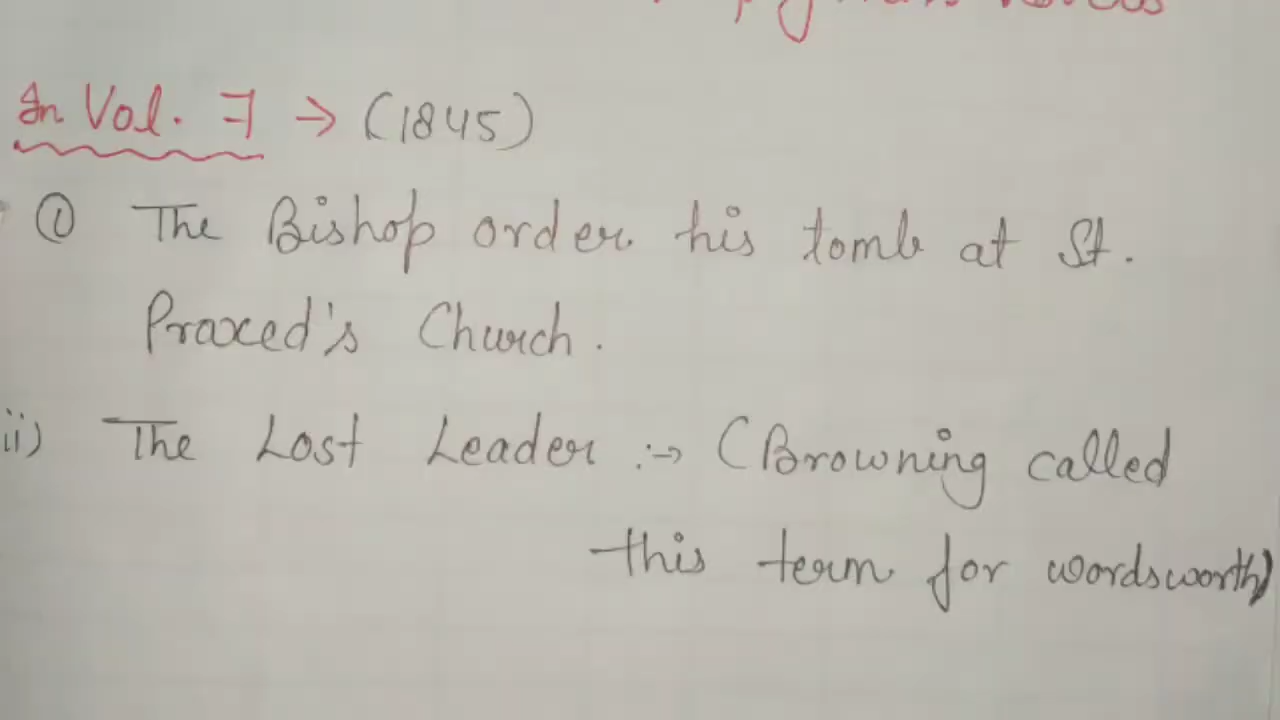 In Vol. 7 → (1845)
① The Bishop order his tomb at St.
Praxed's Church.
ii) The Lost Leader :→ (Browning called
this term for wordsworth)